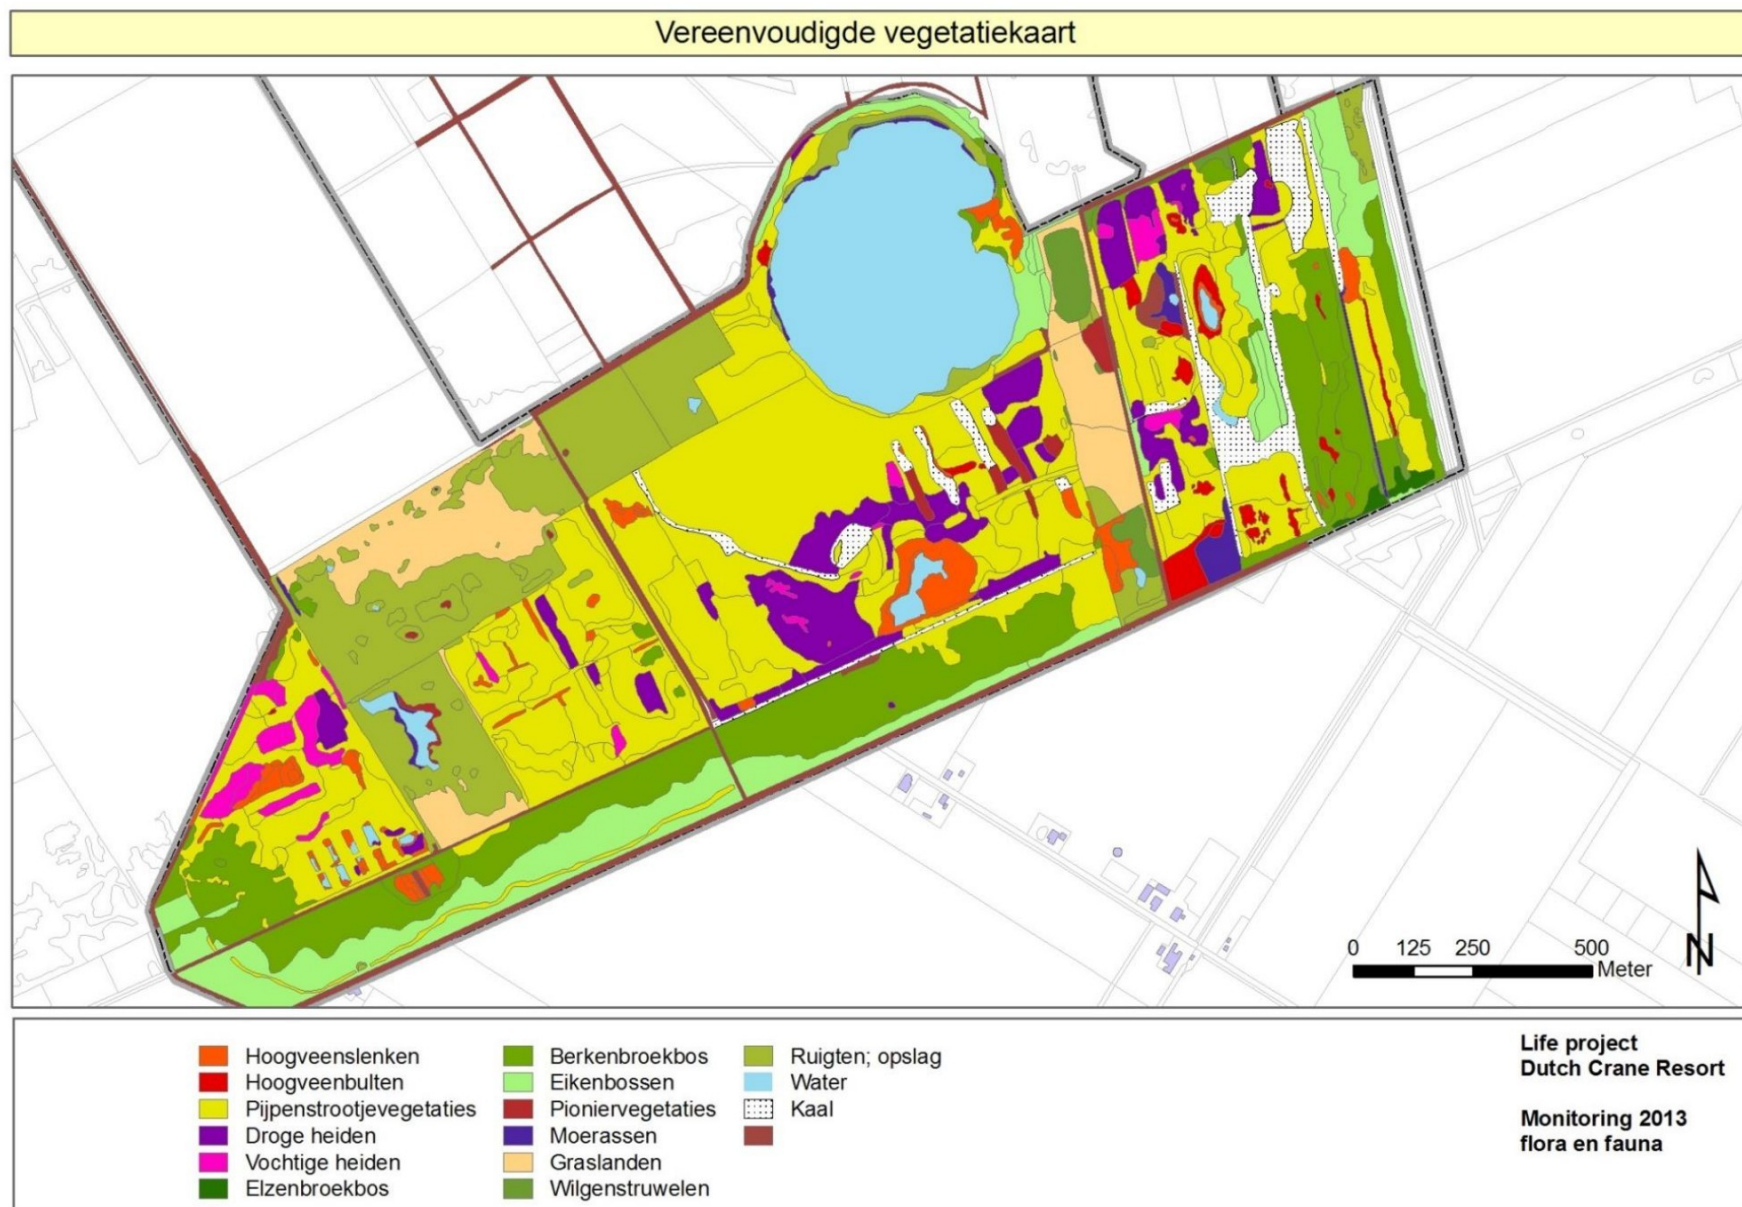 Vereenvoudigde vegetatiekaart
N
0 125 250 500
Meter
Hoogveenslenken
Hoogveenbulten
Pijpenstrootjevegetaties
Droge heiden
Vochtige heiden
Elzenbroekbos
Berkenbroekbos
Eikenbossen
Pioniervegetaties
Moerassen
Graslanden
Wilgenstruwelen
Ruigten; opslag
Water
Kaal
Life project
Dutch Crane Resort
Monitoring 2013
flora en fauna